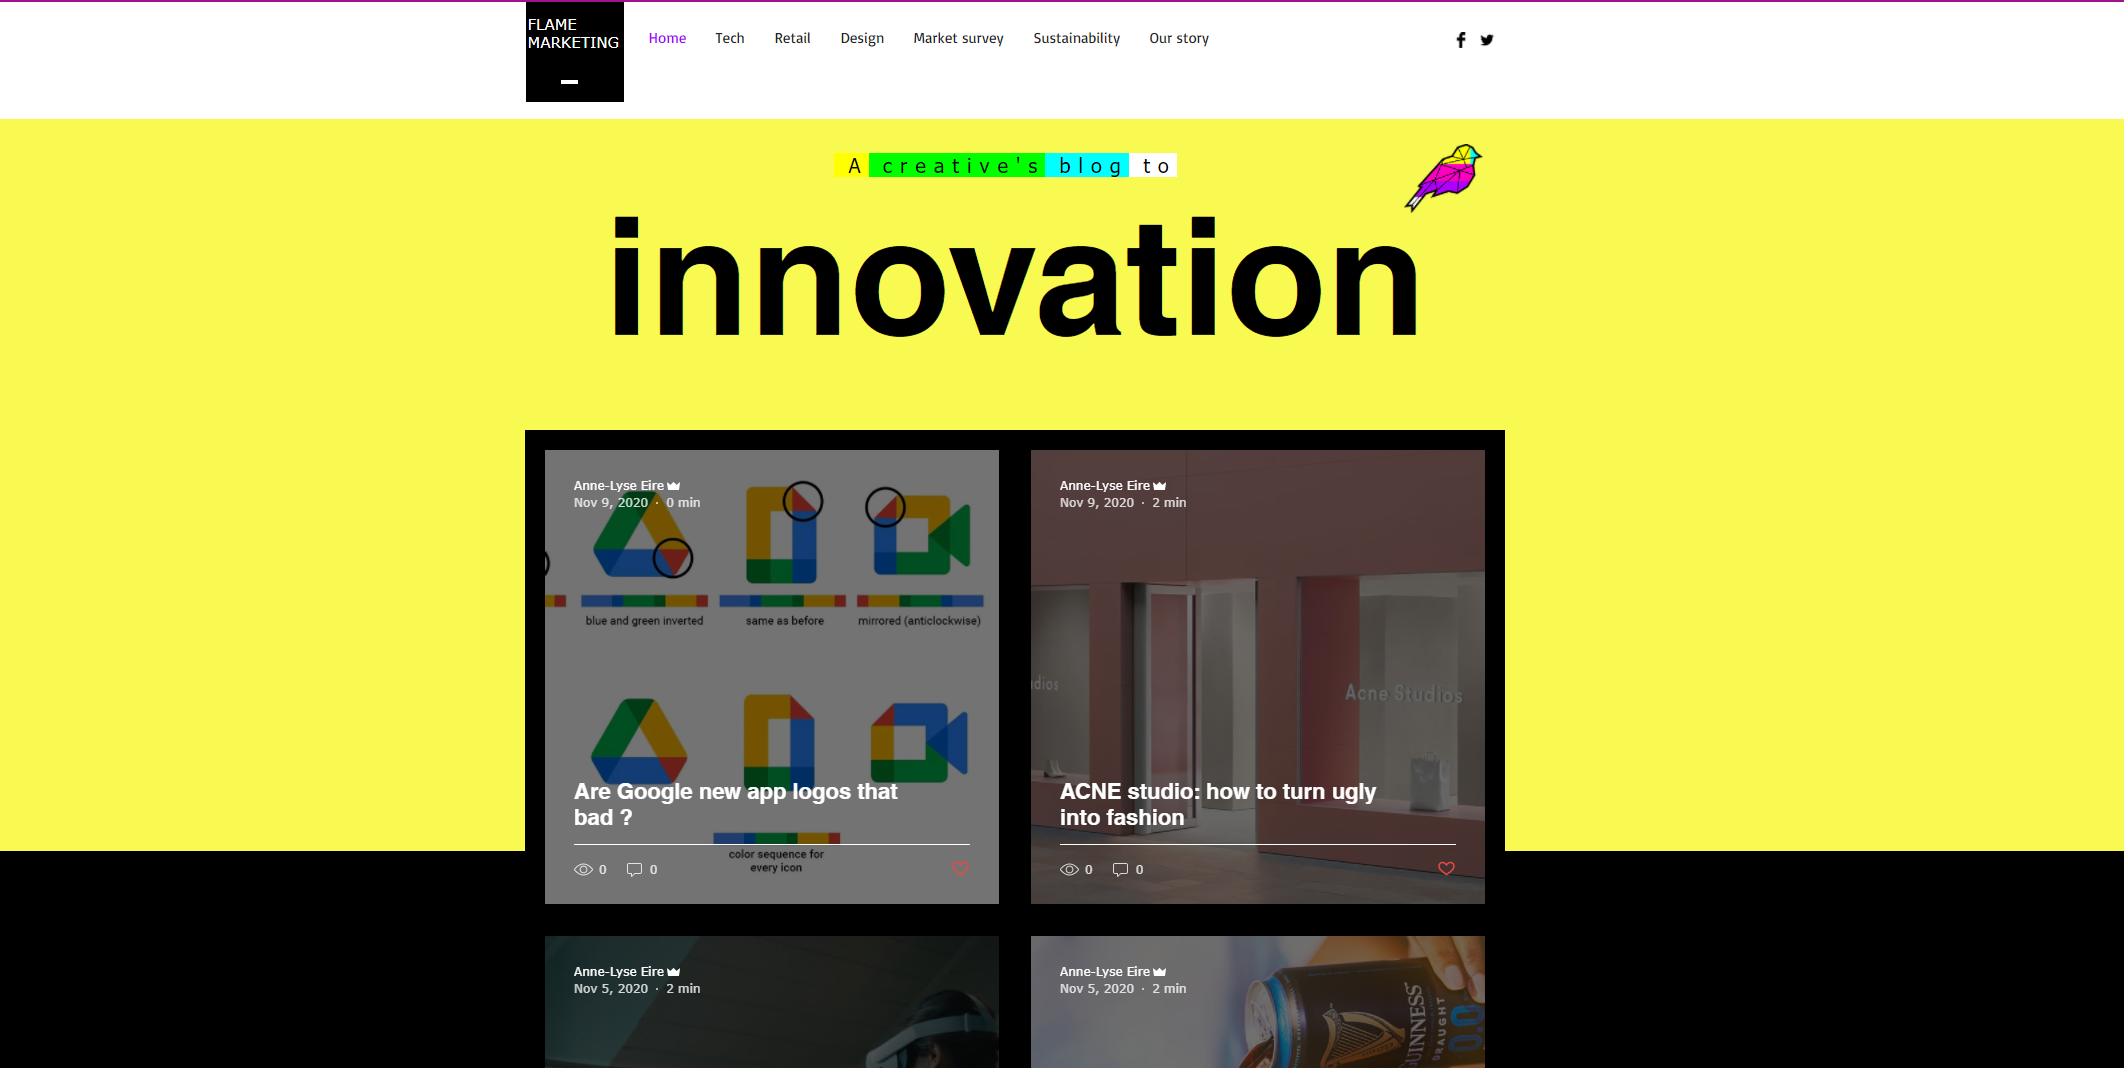 FLAME
MARKETING
Home Tech Retail Design Market survey Sustainability Our story
A creative's blog to
innovation
Anne-Lyse Eire
Nov 9, 2020 · 0 min
blue and green inverted
same as before
mirrored (anticlockwise)
Are Google new app logos that
bad ?
color sequence for
every icon
0 0
Anne-Lyse Eire
Nov 9, 2020 · 2 min
dios
Acne Studios
ACNE studio: how to turn ugly
into fashion
0 0
Anne-Lyse Eire
Nov 5, 2020 · 2 min
Anne-Lyse Eire
Nov 5, 2020 · 2 min
GUINNESS
DRAUGHT
0.0